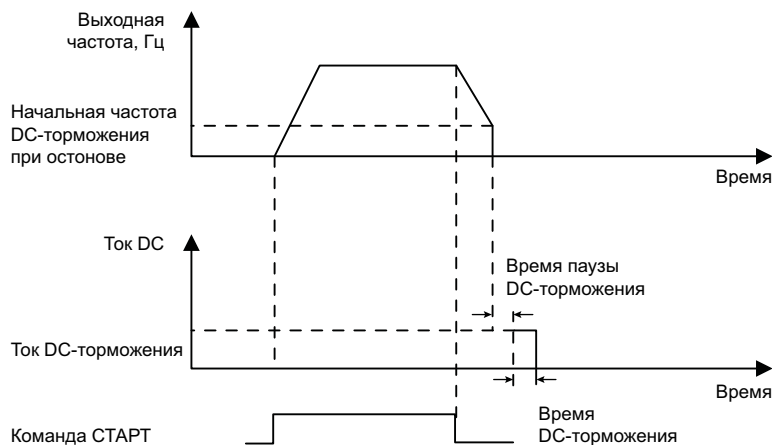 Выходная
частота, Гц
Начальная частота
DC-торможения
при остонове
Время
Ток DC
Время паузы
DC-торможения
Ток DC-торможения
Время
Команда СТАРТ
Время
DC-торможения